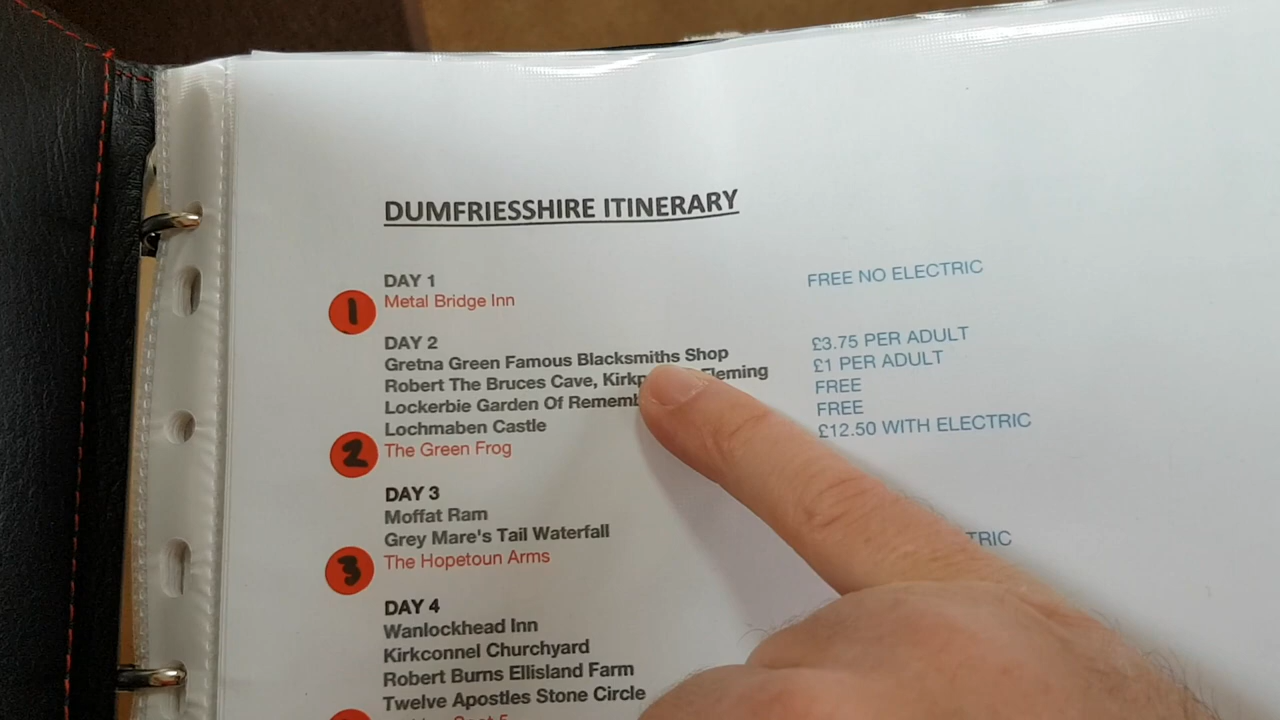 DUMFRIESSHIRE ITINERARY
DAY 1
FREE NO ELECTRIC
1 Metal Bridge Inn
DAY 2
Gretna Green Famous Blacksmiths Shop £3.75 PER ADULT
Robert The Bruces Cave, Fleming £1 PER ADULT
Lockerbie Garden Of FREE
Lochmaben Castle FREE
2 The Green Frog £12.50 WITH ELECTRIC
DAY 3
Moffat Ram
Grey Mare's Tail Waterfall
3 The Hopetoun Arms
DAY 4
Wanlockhead Inn
Kirkconnel Churchyard
Robert Burns Ellisland Farm
Twelve Apostles Stone Circle